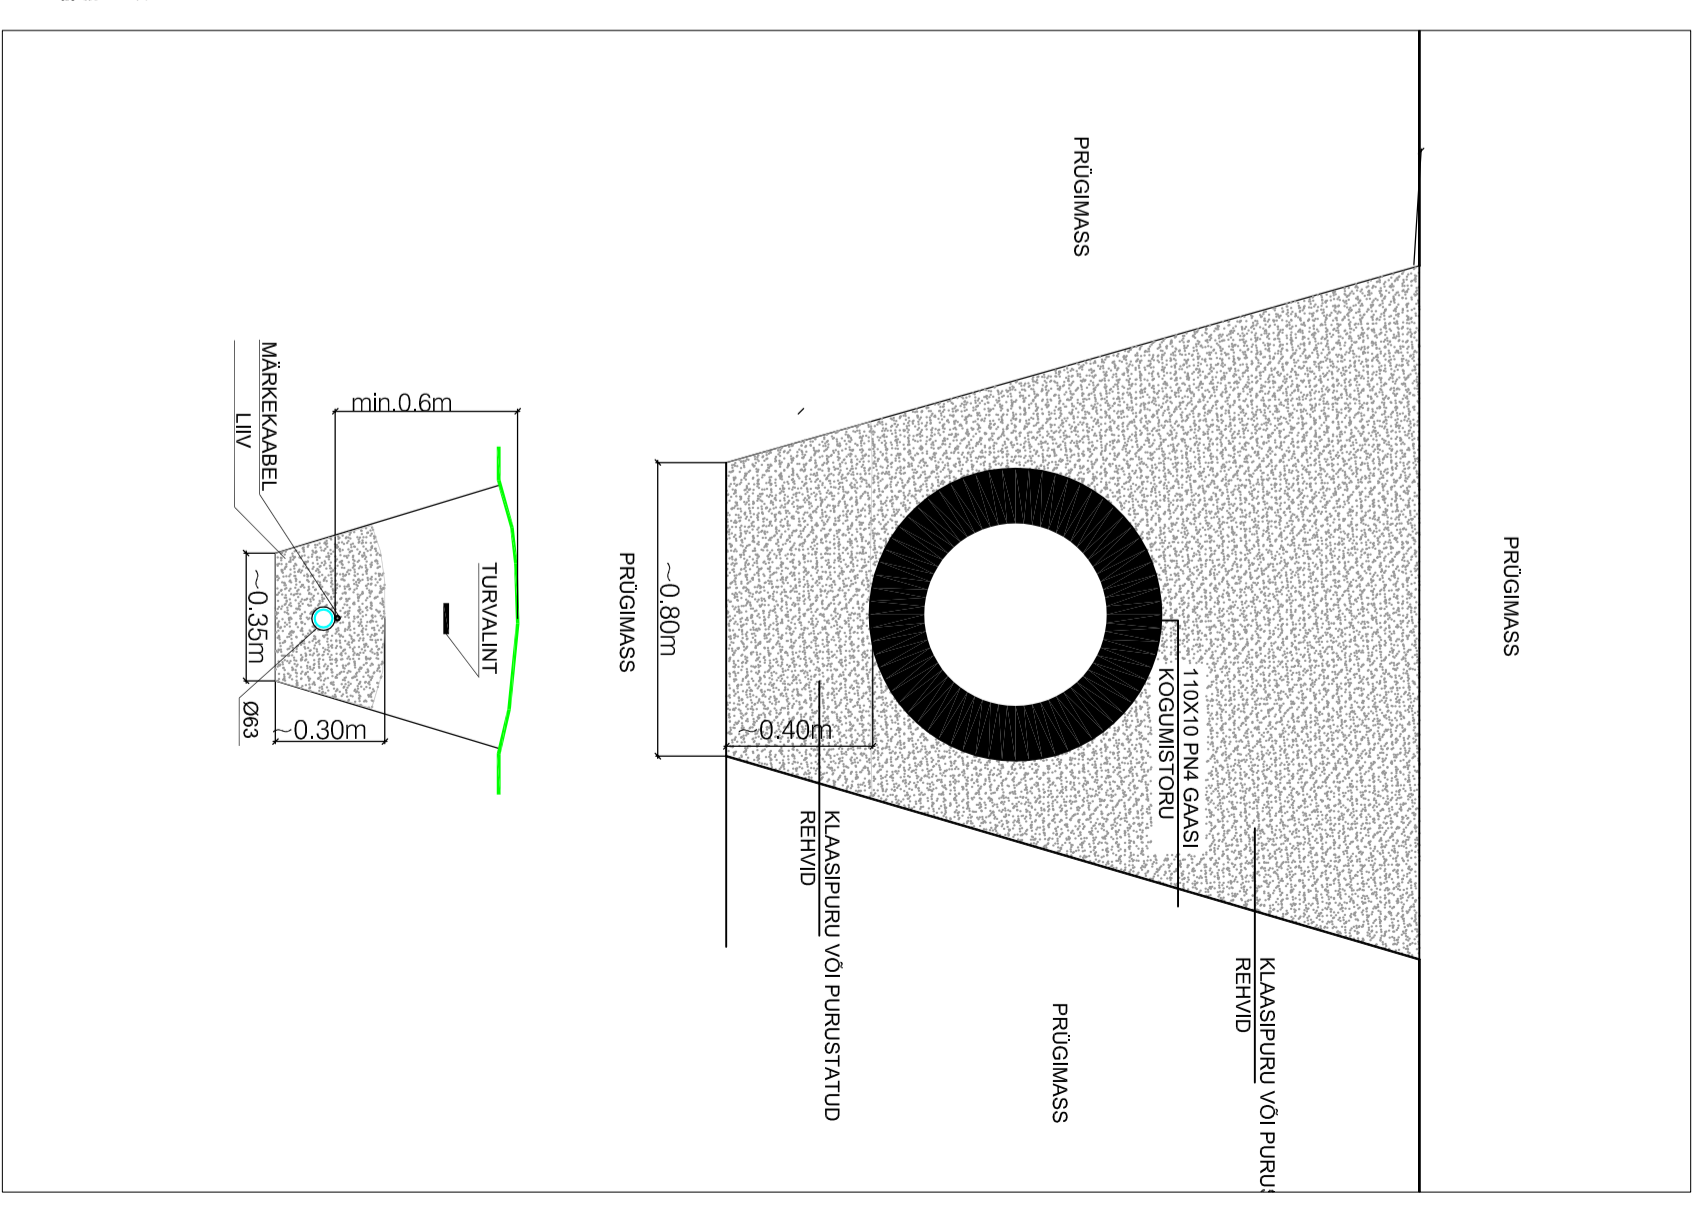 PRÜGIMASS
PRÜGIMASS
110X10 PN4 GAASI
KOGUMISTORU
KLAASIPURU VÕI PURUS
REHVID
PRÜGIMASS
KLAASIPURU VÕI PURUSTATUD
REHVID
~0.40m
~0.80m
PRÜGIMASS
min.0.6m
TURVALINT
MÄRKEKAABEL
LIIV
~0.30m
~0.35m
Ø63